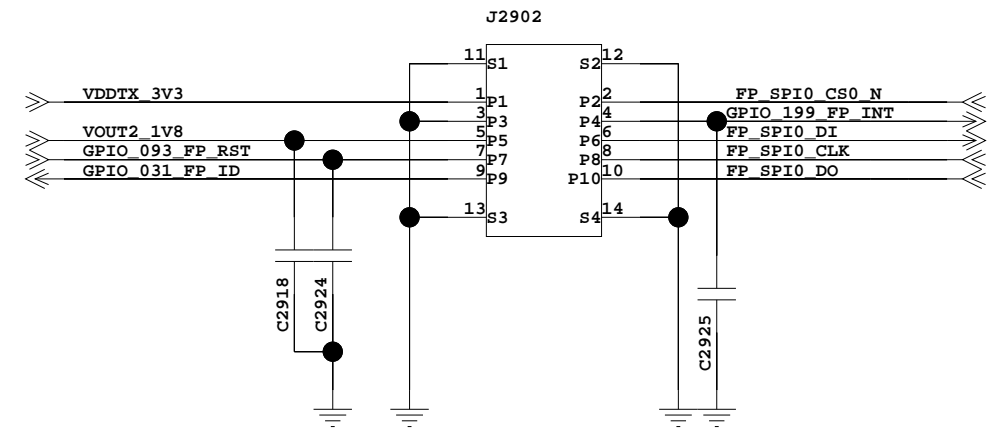 J2902
11 S1 S2 12
VDDTX_3V3 1 P1 P2 2 FP_SPI0_CS0_N
3 P3 P4 4 GPIO_199_FP_INT
VOUT2_1V8 5 P5 P6 6 FP_SPI0_DI
GPIO_093_FP_RST 7 P7 P8 8 FP_SPI0_CLK
GPIO_031_FP_ID 9 P9 P10 10 FP_SPI0_DO
13 S3 S4 14
C2918
C2924
C2925